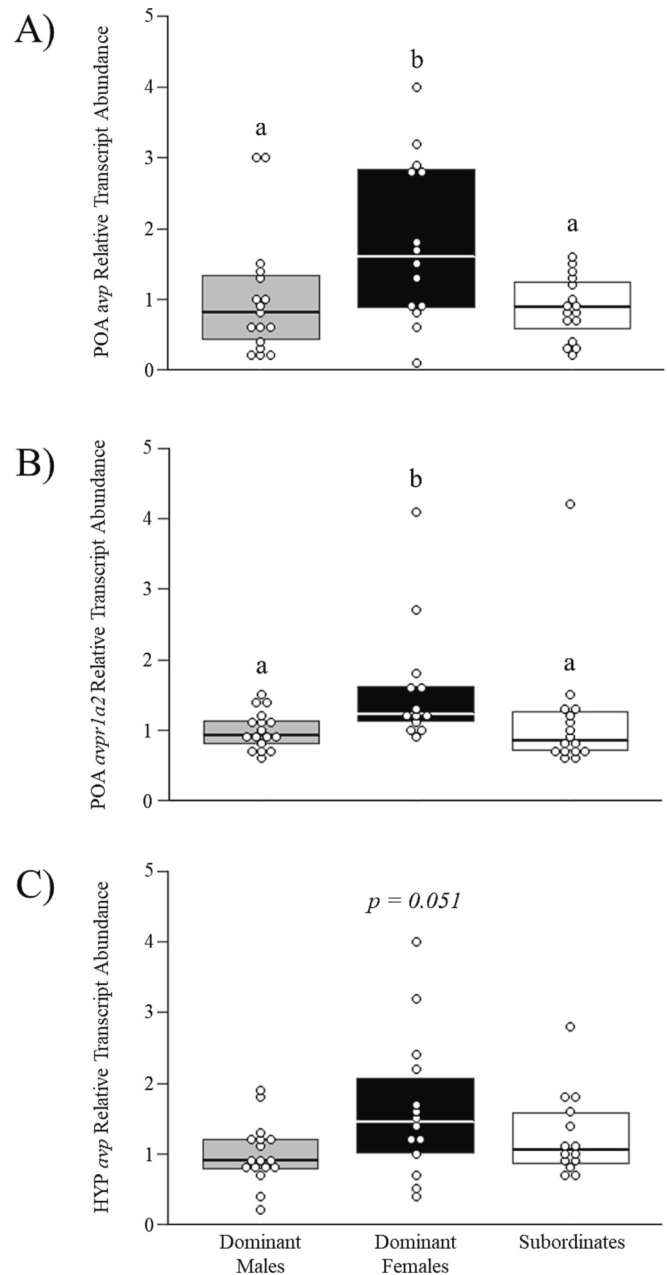 A)
POA avp Relative Transcript Abundance
5
4
3
2
1
0
a
b
a
B)
POA avpr1a2 Relative Transcript Abundance
5
4
3
2
1
0
a
b
a
C)
HYP avp Relative Transcript Abundance
5
4
3
2
1
0
p = 0.051
Dominant
Males
Dominant
Females
Subordinates